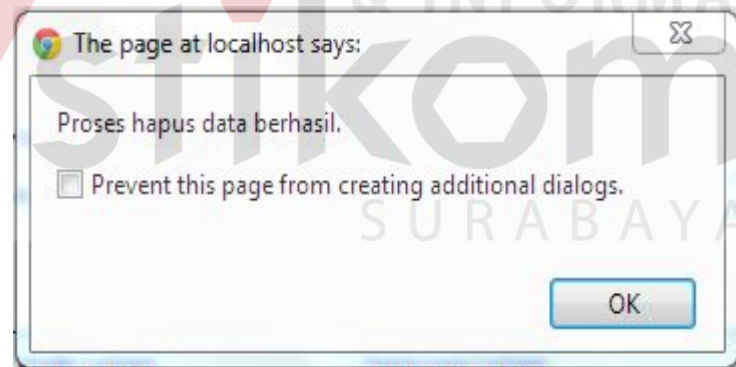 & INFORMA
The page at localhost says:
stikom
Proses hapus data berhasil.
Prevent this page from creating additional dialogs.
SURABAYA
OK